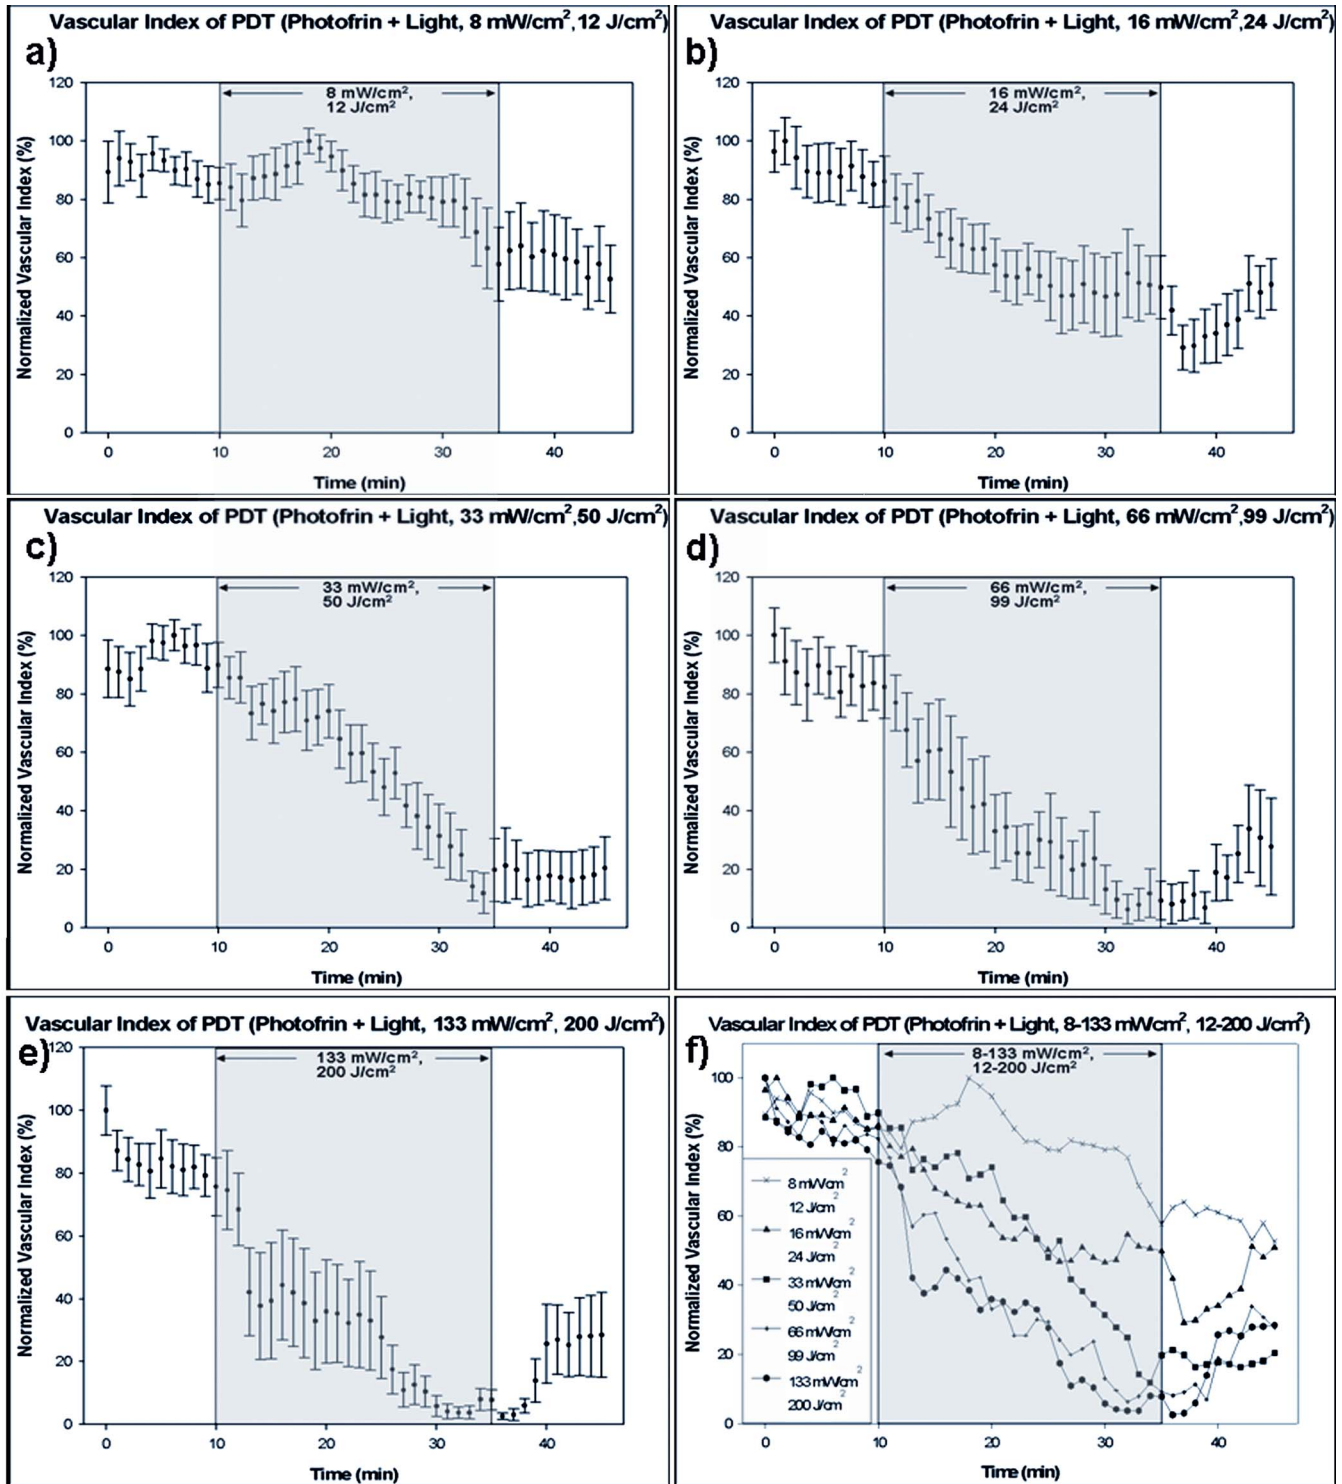 Vascular Index of PDT (Photofrin + Light, 8 mW/cm²,12 J/cm²)
a)
8 mW/cm²,
12 J/cm²
Normalized Vascular Index (%)
120
100
80
60
40
20
0
0 10 20 30 40
Time (min)
Vascular Index of PDT (Photofrin + Light, 16 mW/cm²,24 J/cm²)
b)
16 mW/cm²,
24 J/cm²
Normalized Vascular Index (%)
120
100
80
60
40
20
0
0 10 20 30 40
Time (min)
Vascular Index of PDT (Photofrin + Light, 33 mW/cm²,50 J/cm²)
c)
33 mW/cm²,
50 J/cm²
Normalized Vascular Index (%)
120
100
80
60
40
20
0
0 10 20 30 40
Time (min)
Vascular Index of PDT (Photofrin + Light, 66 mW/cm²,99 J/cm²)
d)
66 mW/cm²,
99 J/cm²
Normalized Vascular Index (%)
120
100
80
60
40
20
0
0 10 20 30 40
Time (min)
Vascular Index of PDT (Photofrin + Light, 133 mW/cm², 200 J/cm²)
e)
133 mW/cm²,
200 J/cm²
Normalized Vascular Index (%)
120
100
80
60
40
20
0
0 10 20 30 40
Time (min)
Vascular Index of PDT (Photofrin + Light, 8-133 mW/cm², 12-200 J/cm²)
f)
8-133 mW/cm²,
12-200 J/cm²
Normalized Vascular Index (%)
100
80
60
40
20
0
8 mW/cm²
12 J/cm²
16 mW/cm²
24 J/cm²
33 mW/cm²
50 J/cm²
66 mW/cm²
99 J/cm²
133 mW/cm²
200 J/cm²
0 10 20 30 40
Time (min)